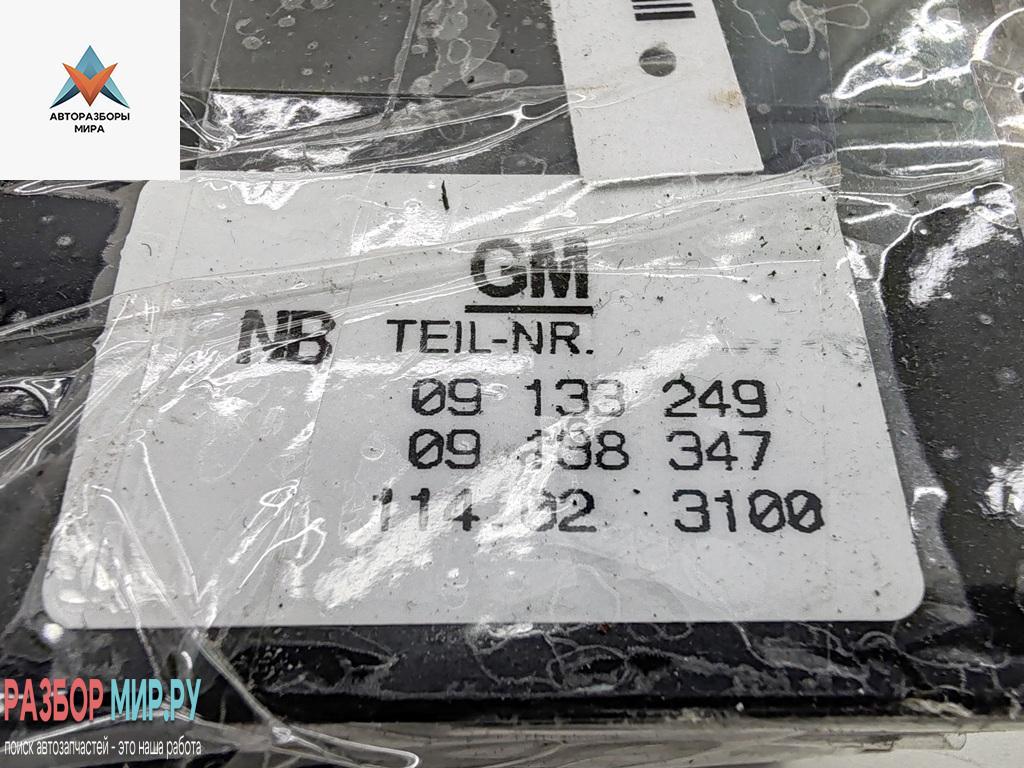 АВТОРАЗБОРЫ
МИРА
GM
NB TEIL-NR.
09 133 249
09 138 347
114.02 3100
РАЗБОР МИР.РУ
поиск автозапчастей - это наша работа